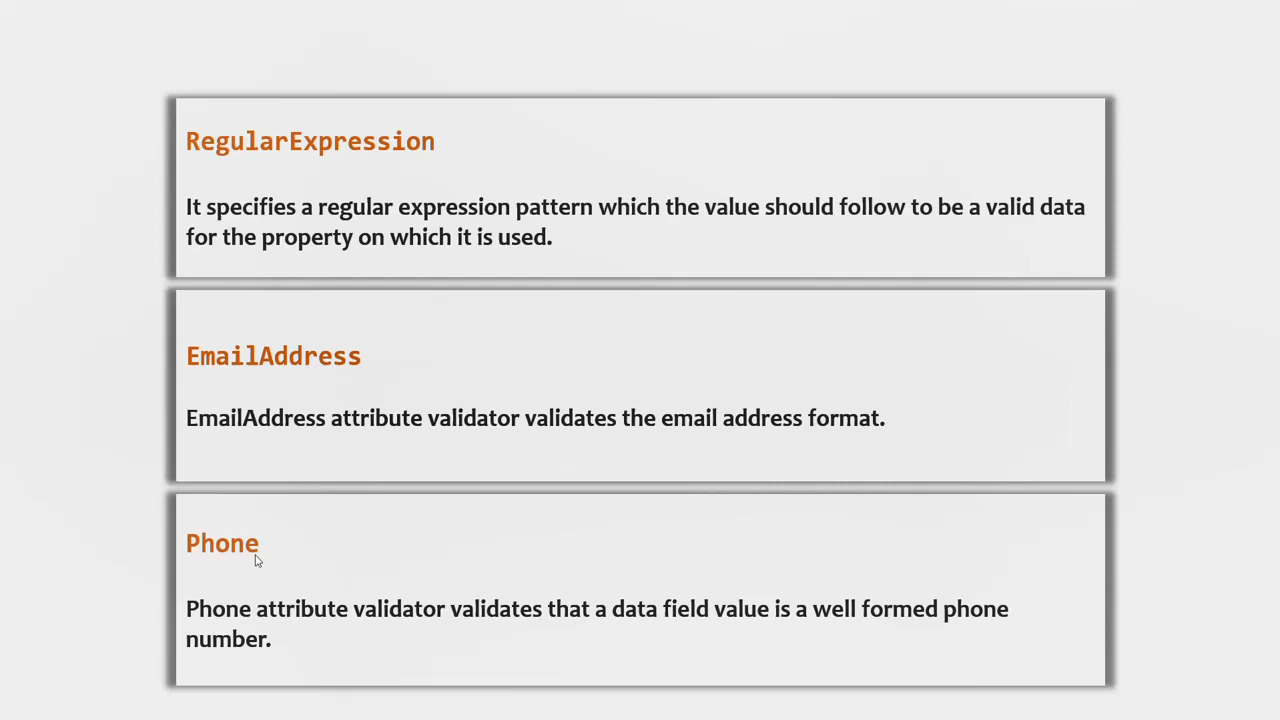 RegularExpression
It specifies a regular expression pattern which the value should follow to be a valid data
for the property on which it is used.
EmailAddress
EmailAddress attribute validator validates the email address format.
Phone
Phone attribute validator validates that a data field value is a well formed phone
number.